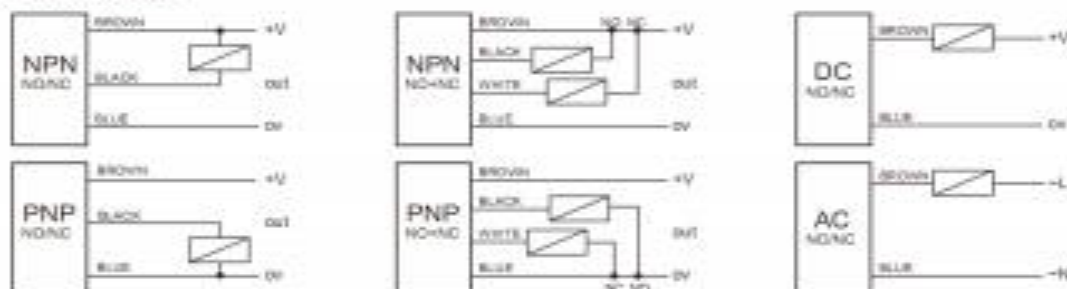 BROWN +V
NPN
NO/NC
BLACK
out
BLUE 0V
NO NC
BROWN +V
BLACK
NPN
NO+NC
WHITE out
BLUE 0V
BROWN +V
DC
NO/NC
BLUE 0V
BROWN +V
BLACK out
PNP
NO/NC
BLUE 0V
BROWN +V
BLACK
PNP
NO+NC
WHITE out
BLUE 0V
NC NO
BROWN ~L
AC
NO/NC
BLUE ~N